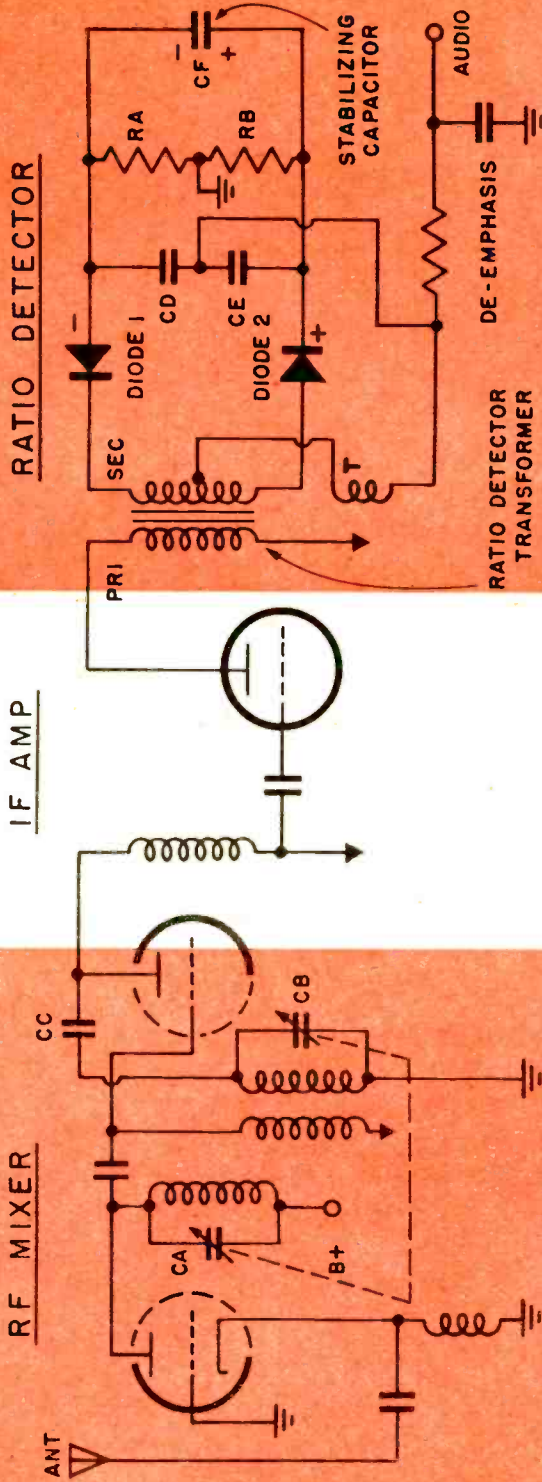 RF MIXER
IF AMP
RATIO DETECTOR
ANT
CA
B+
CC
CB
PRI
SEC
DIODE 1
−
DIODE 2
+
CD
CE
RA
RB
−
CF
+
STABILIZING
CAPACITOR
T
RATIO DETECTOR
TRANSFORMER
DE-EMPHASIS
AUDIO